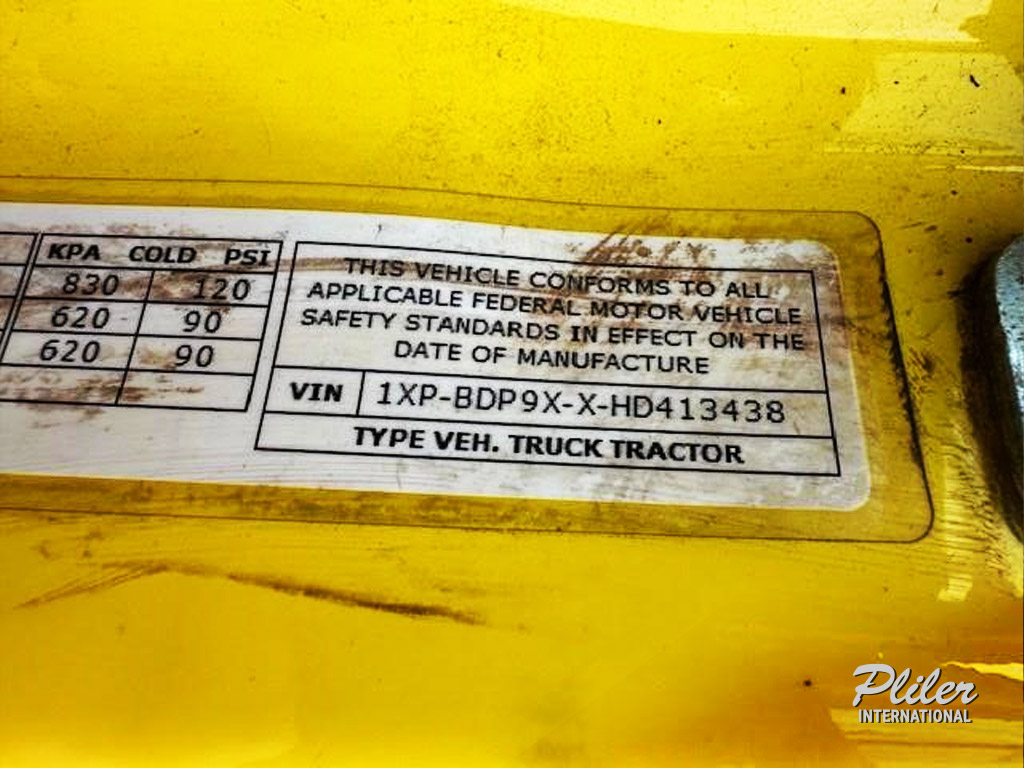 KPA COLD PSI
830 120
620 90
620 90
THIS VEHICLE CONFORMS TO ALL
APPLICABLE FEDERAL MOTOR VEHICLE
SAFETY STANDARDS IN EFFECT ON THE
DATE OF MANUFACTURE
VIN 1XP-BDP9X-X-HD413438
TYPE VEH. TRUCK TRACTOR
Pliler
INTERNATIONAL